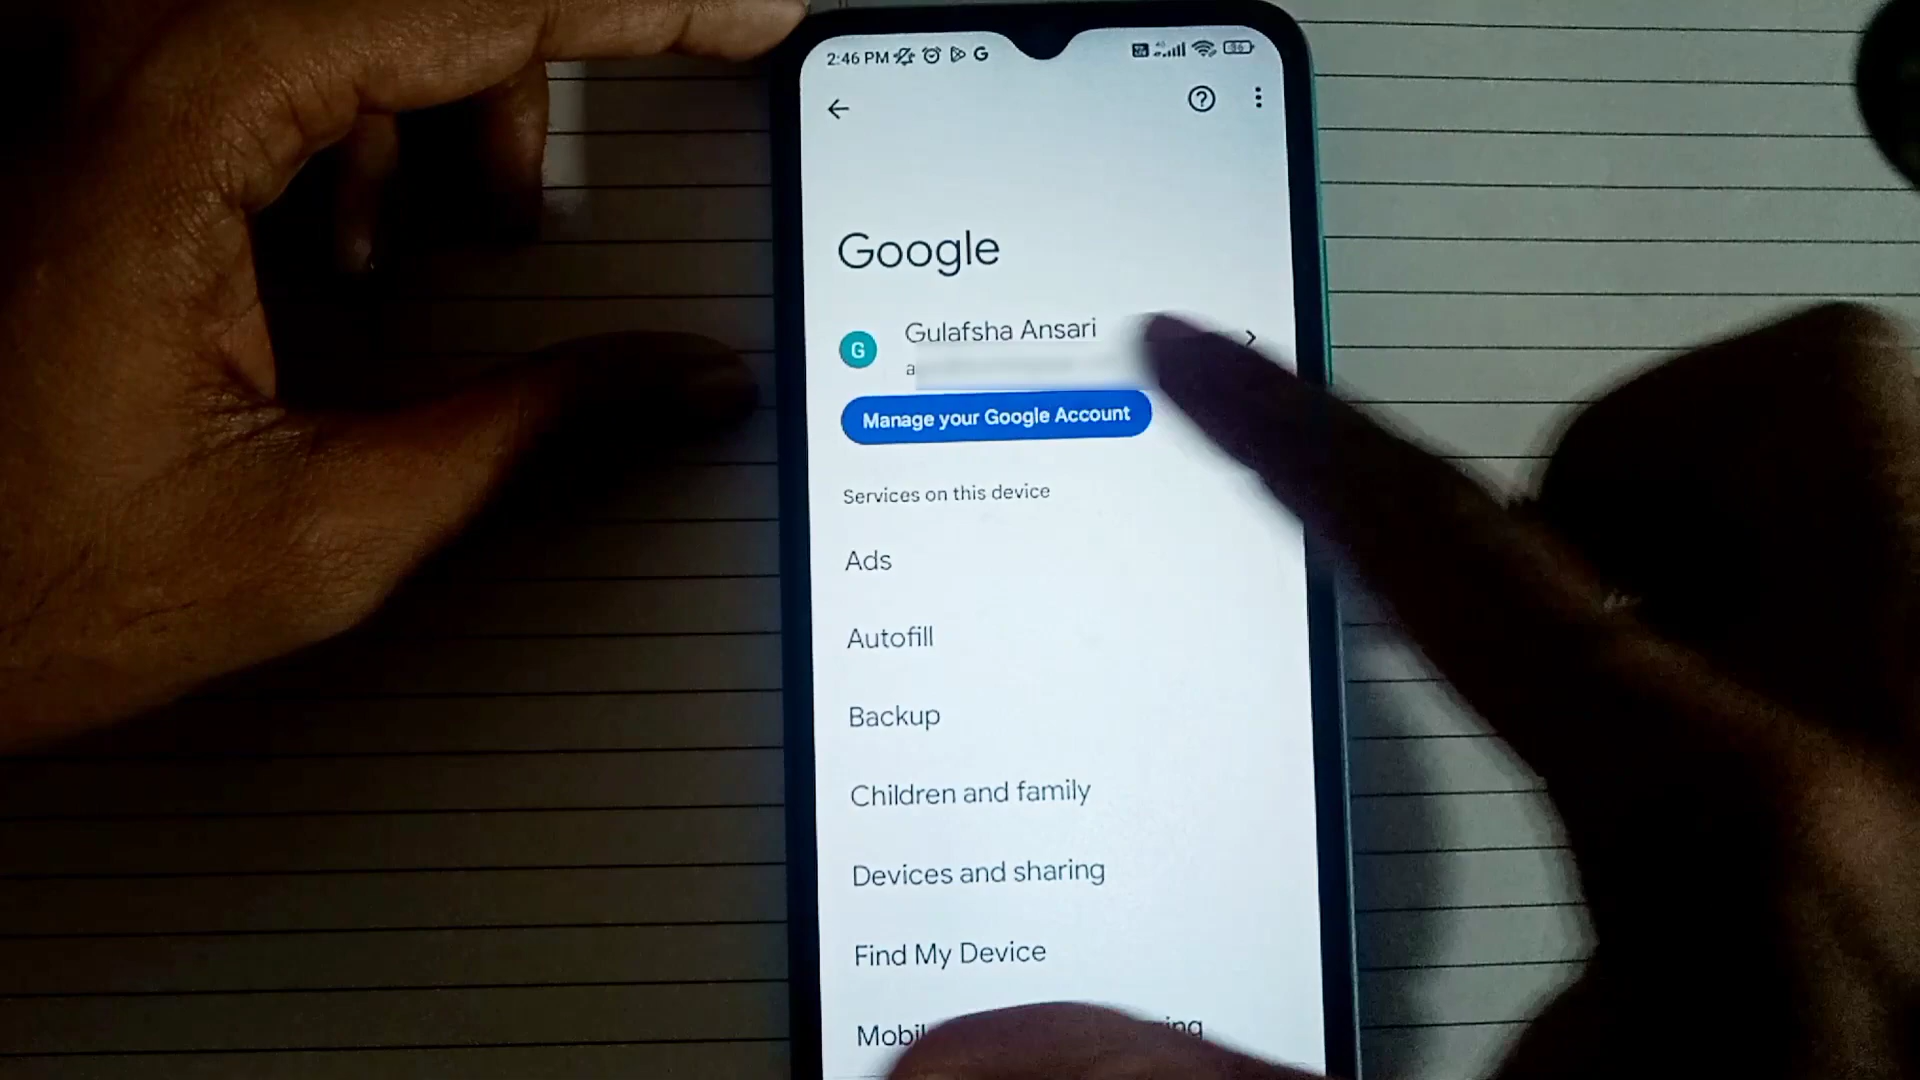 2:46 PM
Google
G Gulafsha Ansari
a
Manage your Google Account
Services on this device
Ads
Autofill
Backup
Children and family
Devices and sharing
Find My Device